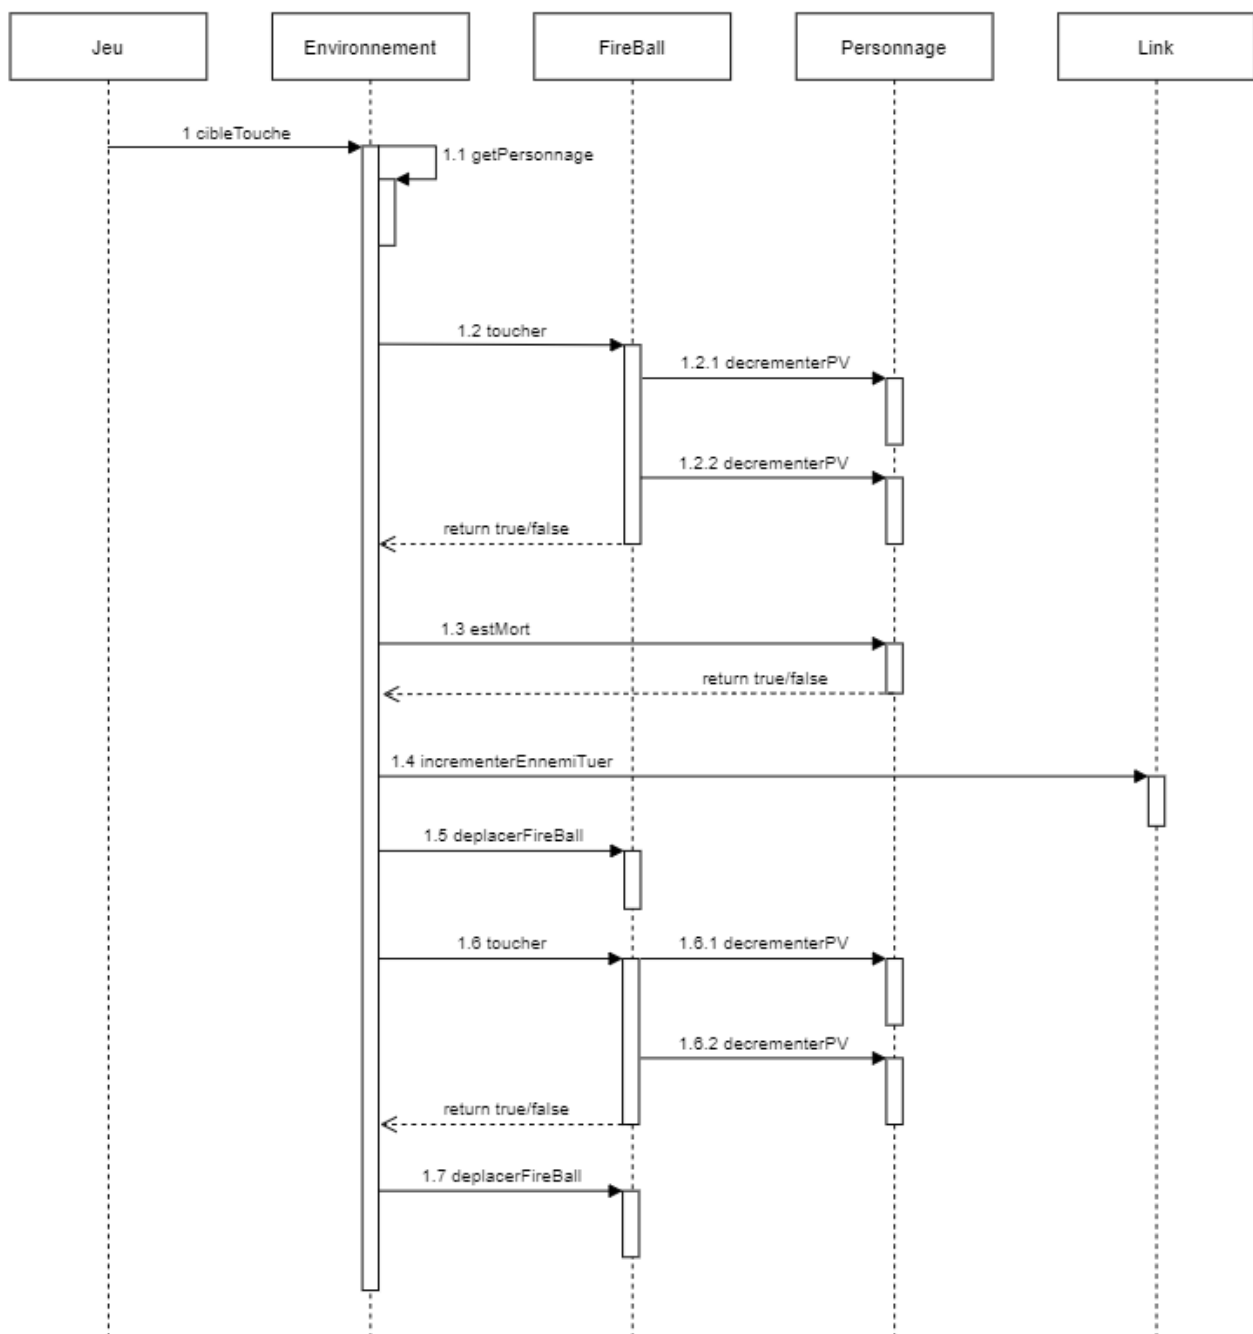 Jeu
Environnement
FireBall
Personnage
Link
1 cibleTouche
1.1 getPersonnage
1.2 toucher
1.2.1 decrementerPV
1.2.2 decrementerPV
return true/false
1.3 estMort
return true/false
1.4 incrementerEnnemiTuer
1.5 deplacerFireBall
1.6 toucher
1.6.1 decrementerPV
1.6.2 decrementerPV
return true/false
1.7 deplacerFireBall